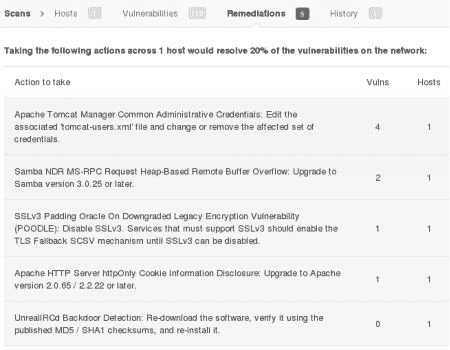 Scans > Hosts Vulnerabilities Remediations 5 History
Taking the following actions across 1 host would resolve 20% of the vulnerabilities on the network:
Action to take Vulns Hosts
Apache Tomcat Manager Common Administrative Credentials: Edit the
associated 'tomcat-users.xml' file and change or remove the affected set of 4 1
credentials.
Samba NDR MS-RPC Request Heap-Based Remote Buffer Overflow: Upgrade to 2 1
Samba version 3.0.25 or later.
SSLv3 Padding Oracle On Downgraded Legacy Encryption Vulnerability
(POODLE): Disable SSLv3. Services that must support SSLv3 should enable the 1 1
TLS Fallback SCSV mechanism until SSLv3 can be disabled.
Apache HTTP Server httpOnly Cookie Information Disclosure: Upgrade to Apache 1 1
version 2.0.65 / 2.2.22 or later.
UnrealIRCd Backdoor Detection: Re-download the software, verify it using the 0 1
published MD5 / SHA1 checksums, and re-install it.